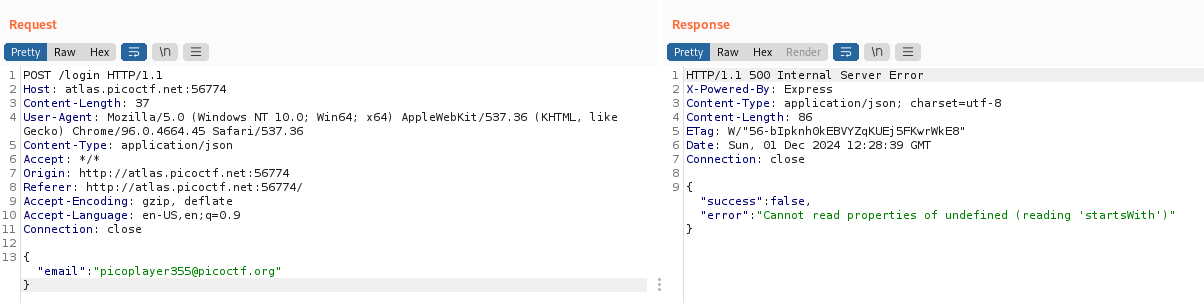 Request
Pretty Raw Hex \n
1 POST /login HTTP/1.1
2 Host: atlas.picoctf.net:56774
3 Content-Length: 37
4 User-Agent: Mozilla/5.0 (Windows NT 10.0; Win64; x64) AppleWebKit/537.36 (KHTML, like
Gecko) Chrome/96.0.4664.45 Safari/537.36
5 Content-Type: application/json
6 Accept: */*
7 Origin: http://atlas.picoctf.net:56774
8 Referer: http://atlas.picoctf.net:56774/
9 Accept-Encoding: gzip, deflate
10 Accept-Language: en-US,en;q=0.9
11 Connection: close
12
13 {
"email":"picoplayer355@picoctf.org"
}
Response
Pretty Raw Hex Render \n
1 HTTP/1.1 500 Internal Server Error
2 X-Powered-By: Express
3 Content-Type: application/json; charset=utf-8
4 Content-Length: 86
5 ETag: W/"56-bIpknh0kEBVYZqKUEj5FKwrWkE8"
6 Date: Sun, 01 Dec 2024 12:28:39 GMT
7 Connection: close
8
9 {
"success":false,
"error":"Cannot read properties of undefined (reading 'startsWith')"
}